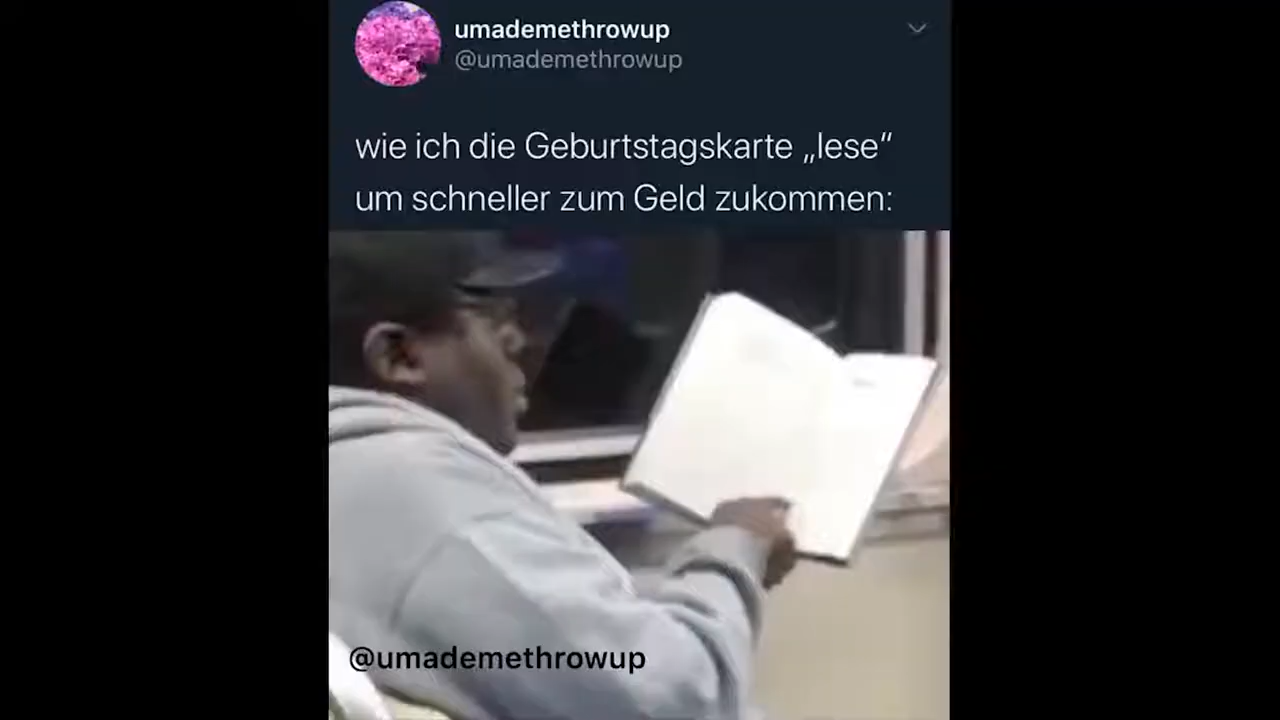 umademethrowup
@umademethrowup
wie ich die Geburtstagskarte „lese“
um schneller zum Geld zukommen:
@umademethrowup